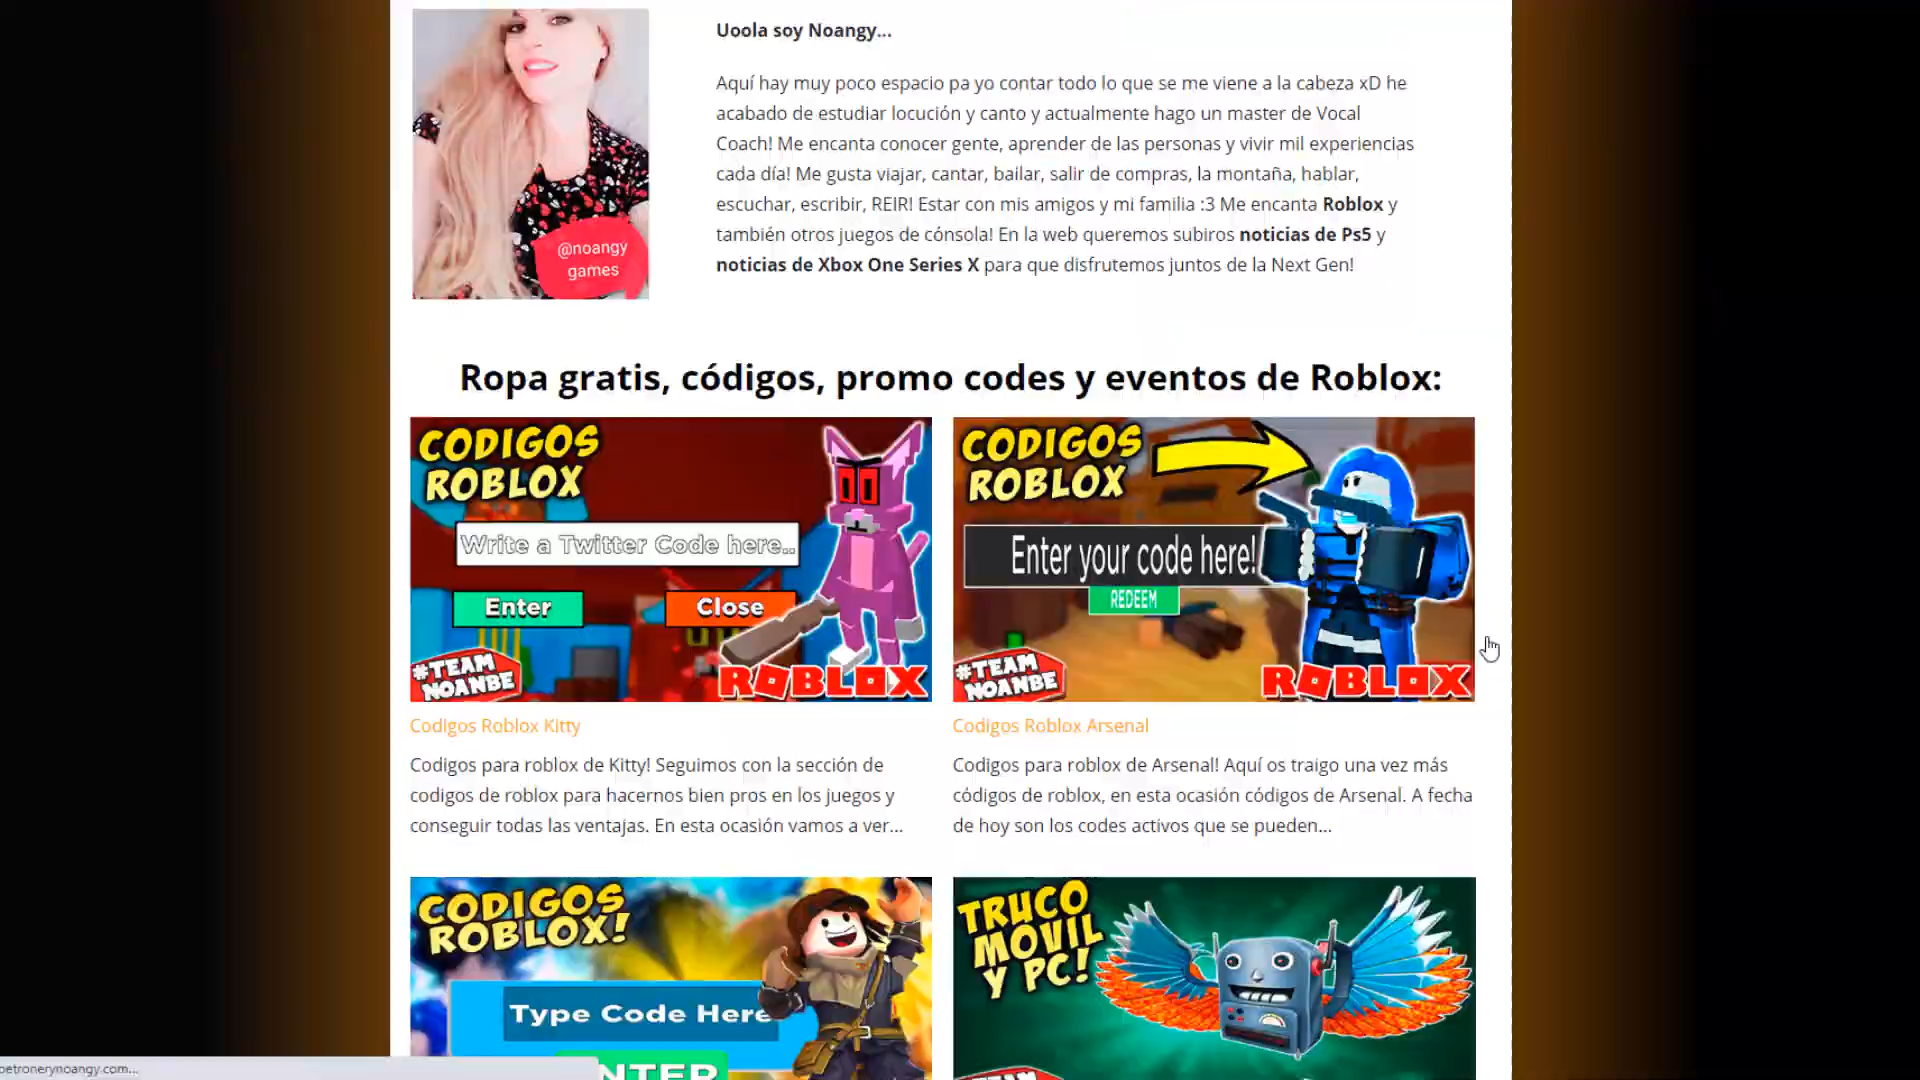 Uoola soy Noangy...
Aquí hay muy poco espacio pa yo contar todo lo que se me viene a la cabeza xD he
acabado de estudiar locución y canto y actualmente hago un master de Vocal
Coach! Me encanta conocer gente, aprender de las personas y vivir mil experiencias
cada día! Me gusta viajar, cantar, bailar, salir de compras, la montaña, hablar,
escuchar, escribir, REIR! Estar con mis amigos y mi familia :3 Me encanta Roblox y
también otros juegos de cónsola! En la web queremos subiros noticias de Ps5 y
noticias de Xbox One Series X para que disfrutemos juntos de la Next Gen!
@noangy
games
Ropa gratis, códigos, promo codes y eventos de Roblox:
CODIGOS
ROBLOX
Write a Twitter Code here..
Enter
Close
#TEAM
NOANBE
ROBLOX
CODIGOS
ROBLOX
Enter your code here!
REDEEM
#TEAM
NOANBE
ROBLOX
Codigos Roblox Kitty
Codigos para roblox de Kitty! Seguimos con la sección de
codigos de roblox para hacernos bien pros en los juegos y
conseguir todas las ventajas. En esta ocasión vamos a ver...
Codigos Roblox Arsenal
Codigos para roblox de Arsenal! Aquí os traigo una vez más
códigos de roblox, en esta ocasión códigos de Arsenal. A fecha
de hoy son los codes activos que se pueden...
CODIGOS
ROBLOX!
Type Code Here
ENTER
TRUCO
MOVIL
Y PC!
#TEAM
petronerynoangy.com...